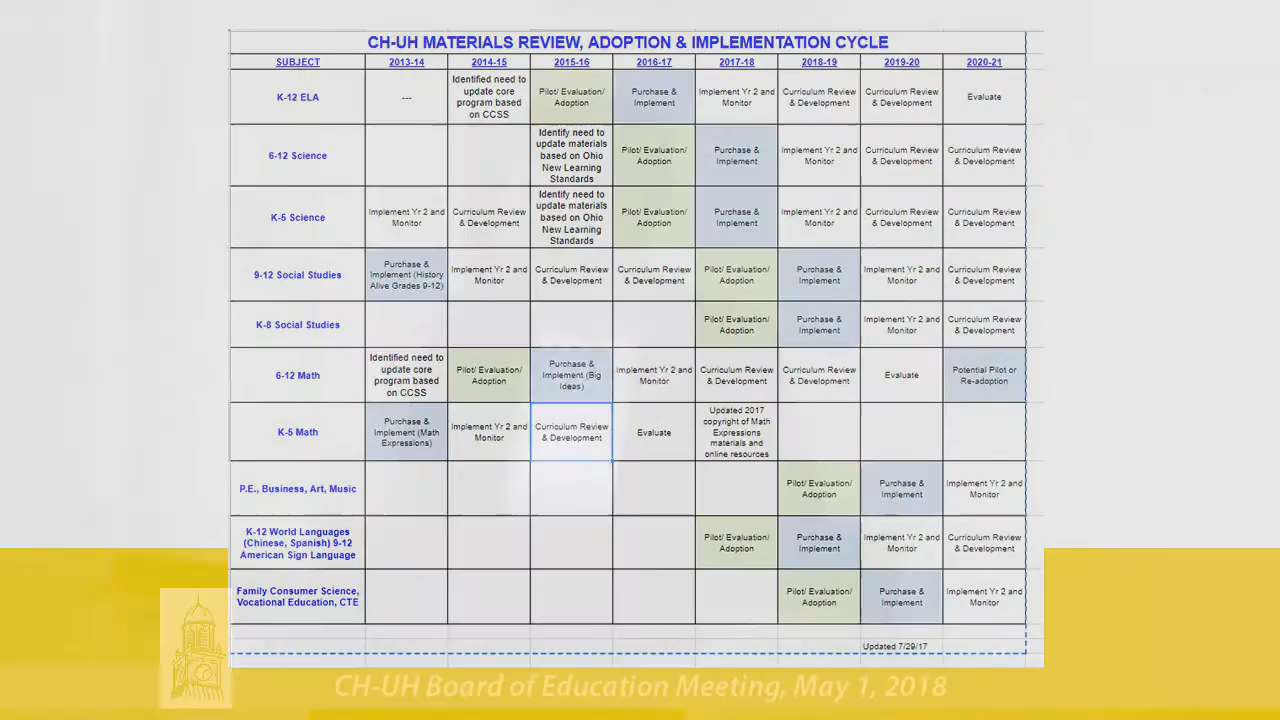 CH-UH MATERIALS REVIEW, ADOPTION & IMPLEMENTATION CYCLE
SUBJECT 2013-14 2014-15 2015-16 2016-17 2017-18 2018-19 2019-20 2020-21
K-12 ELA
---
Identified need to
update core
program based
on CCSS
Pilot/ Evaluation/
Adoption
Purchase &
Implement
Implement Yr 2 and
Monitor
Curriculum Review
& Development
Curriculum Review
& Development
Evaluate
6-12 Science
Identify need to
update materials
based on Ohio
New Learning
Standards
Pilot/ Evaluation/
Adoption
Purchase &
Implement
Implement Yr 2 and
Monitor
Curriculum Review
& Development
Curriculum Review
& Development
K-5 Science
Implement Yr 2 and
Monitor
Curriculum Review
& Development
Identify need to
update materials
based on Ohio
New Learning
Standards
Pilot/ Evaluation/
Adoption
Purchase &
Implement
Implement Yr 2 and
Monitor
Curriculum Review
& Development
Curriculum Review
& Development
9-12 Social Studies
Purchase &
Implement (History
Alive Grades 9-12)
Implement Yr 2 and
Monitor
Curriculum Review
& Development
Curriculum Review
& Development
Pilot/ Evaluation/
Adoption
Purchase &
Implement
Implement Yr 2 and
Monitor
Curriculum Review
& Development
K-8 Social Studies
Pilot/ Evaluation/
Adoption
Purchase &
Implement
Implement Yr 2 and
Monitor
Curriculum Review
& Development
6-12 Math
Identified need to
update core
program based
on CCSS
Pilot/ Evaluation/
Adoption
Purchase &
Implement (Big
Ideas)
Implement Yr 2 and
Monitor
Curriculum Review
& Development
Curriculum Review
& Development
Evaluate
Potential Pilot or
Re-adoption
K-5 Math
Purchase &
Implement (Math
Expressions)
Implement Yr 2 and
Monitor
Curriculum Review
& Development
Evaluate
Updated 2017
copyright of Math
Expressions
materials and
online resources
P.E., Business, Art, Music
Pilot/ Evaluation/
Adoption
Purchase &
Implement
Implement Yr 2 and
Monitor
K-12 World Languages
(Chinese, Spanish) 9-12
American Sign Language
Pilot/ Evaluation/
Adoption
Purchase &
Implement
Implement Yr 2 and
Monitor
Curriculum Review
& Development
Family Consumer Science,
Vocational Education, CTE
Pilot/ Evaluation/
Adoption
Purchase &
Implement
Implement Yr 2 and
Monitor
Updated 7/29/17
CH-UH Board of Education Meeting, May 1, 2018